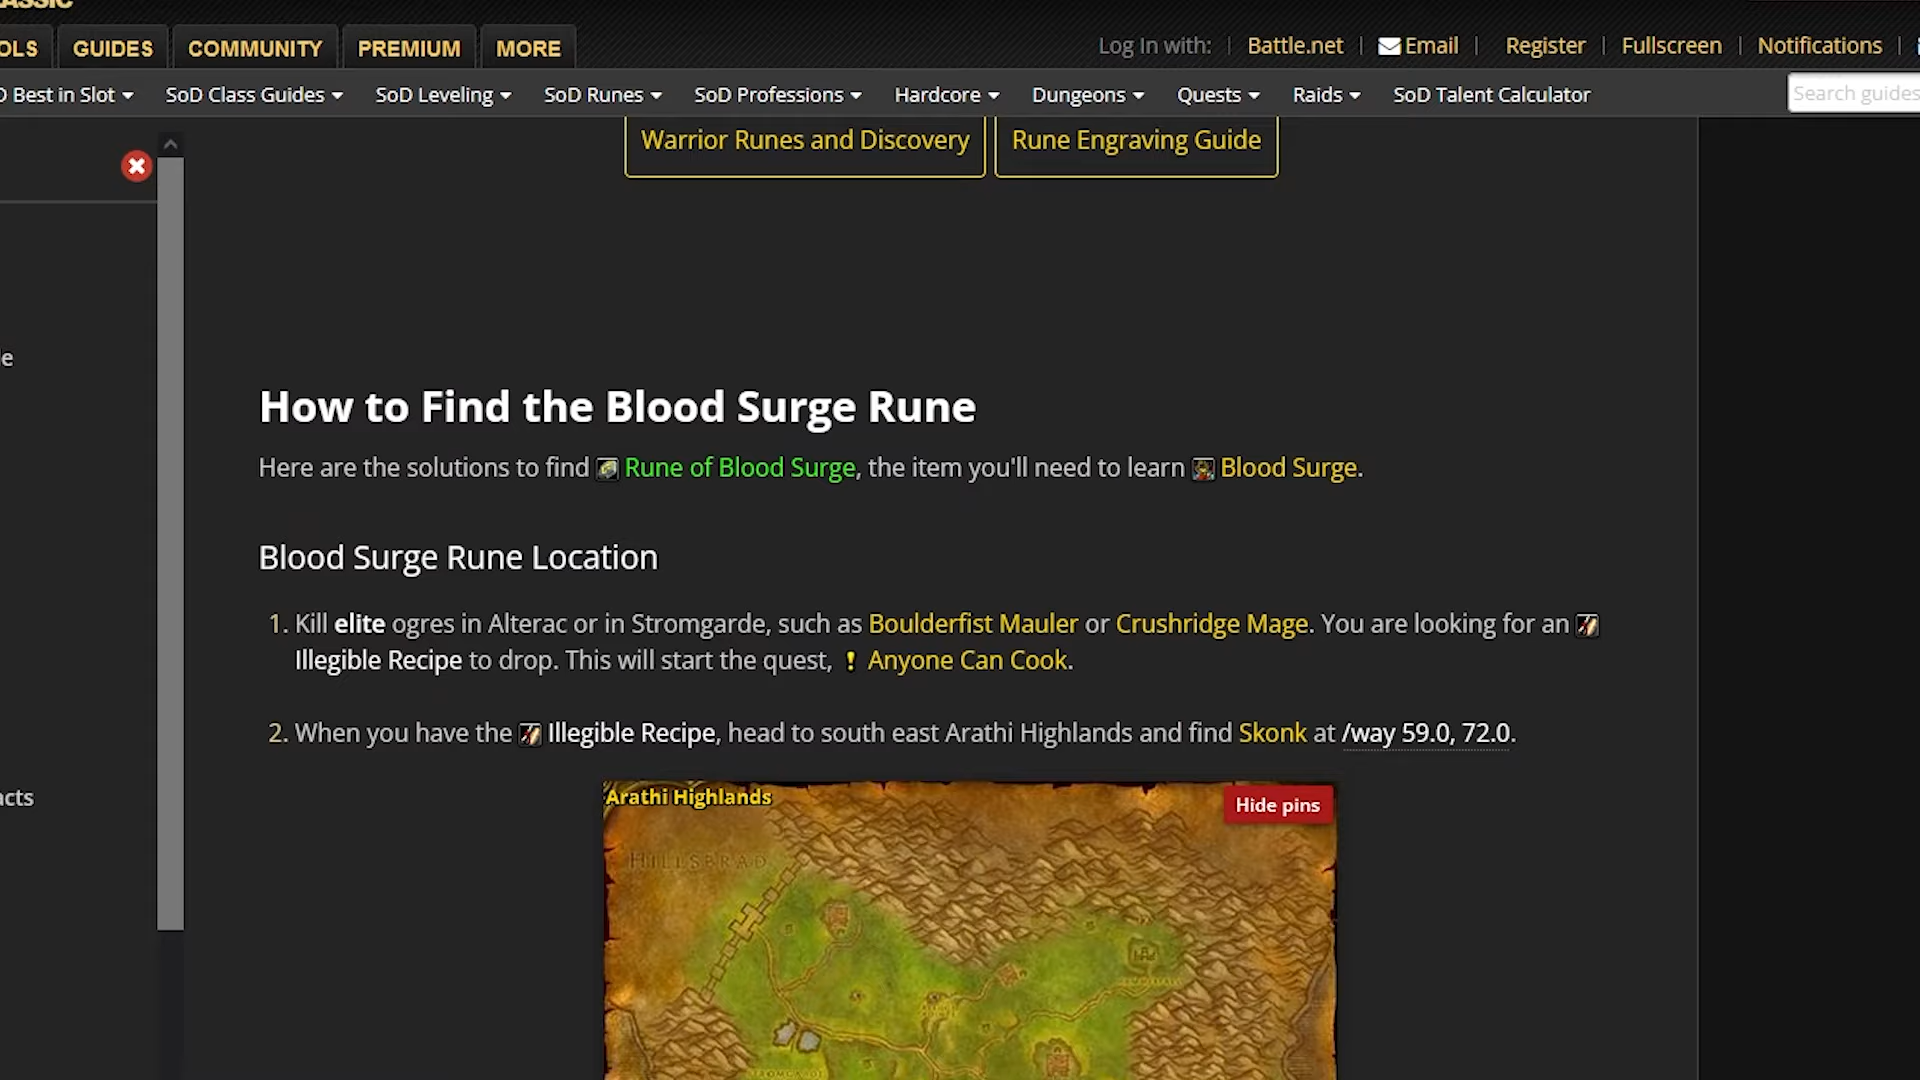 GUIDES COMMUNITY PREMIUM MORE Log In with: Battle.net Email Register Fullscreen Notifications
Best in Slot SoD Class Guides SoD Leveling SoD Runes SoD Professions Hardcore Dungeons Quests Raids SoD Talent Calculator Search guides
Warrior Runes and Discovery Rune Engraving Guide
How to Find the Blood Surge Rune
Here are the solutions to find Rune of Blood Surge, the item you'll need to learn Blood Surge.
Blood Surge Rune Location
1. Kill elite ogres in Alterac or in Stromgarde, such as Boulderfist Mauler or Crushridge Mage. You are looking for an
Illegible Recipe to drop. This will start the quest, Anyone Can Cook.
2. When you have the Illegible Recipe, head to south east Arathi Highlands and find Skonk at /way 59.0, 72.0.
Arathi Highlands Hide pins
HILLSBRAD